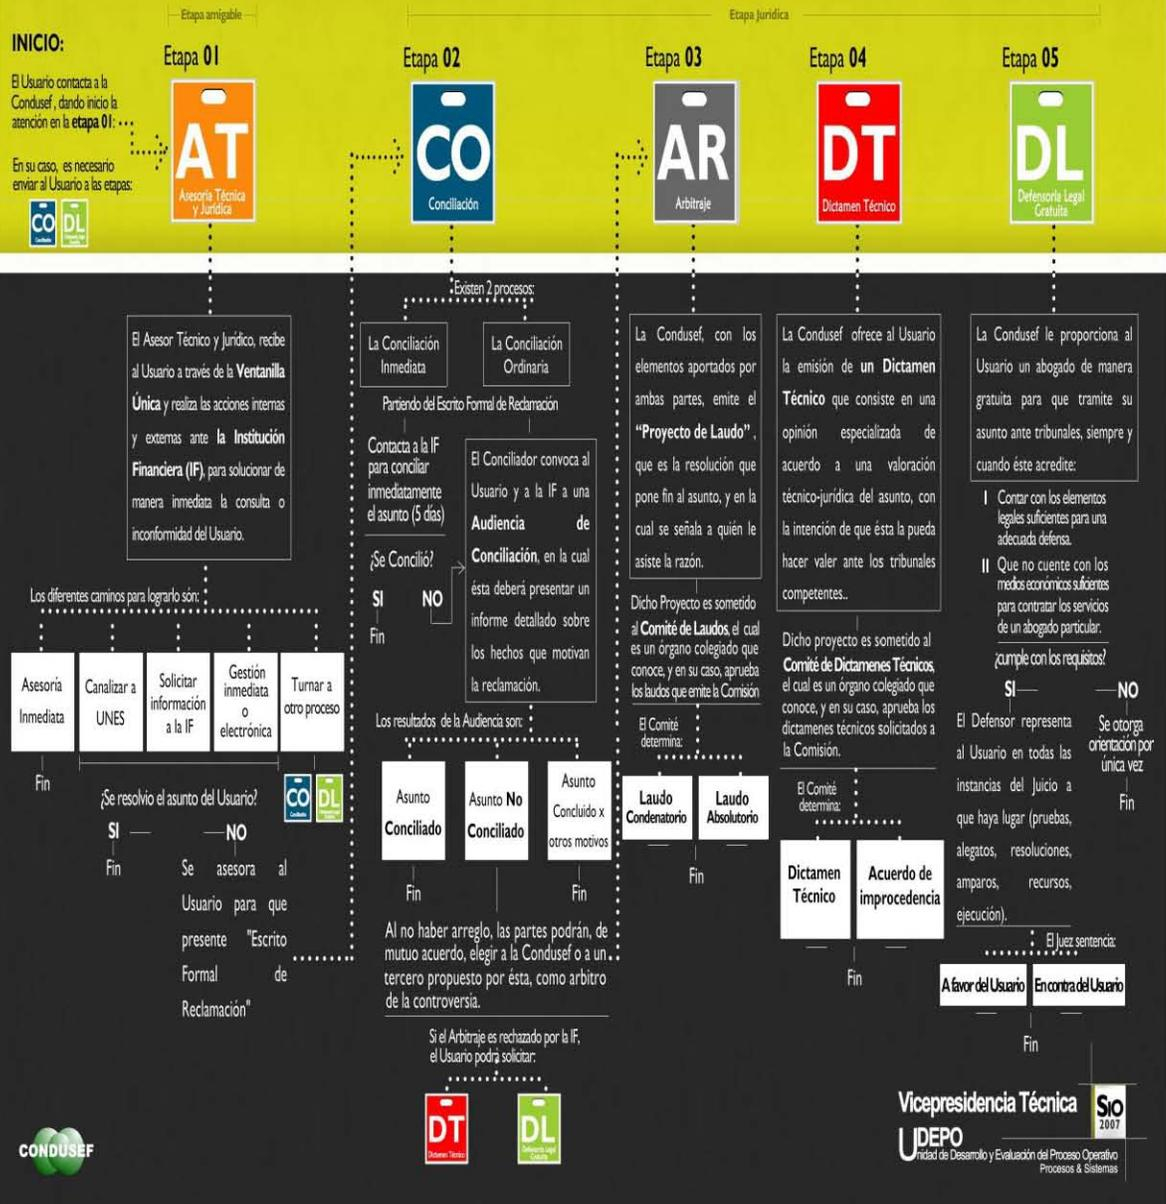 Etapa amigable
Etapa Jurídica
INICIO:
El Usuario contacta a la
Condusef, dando inicio la
atención en la etapa 01:
En su caso, es necesario
enviar al Usuario a las etapas:
CO
Conciliación
DL
Etapa 01
AT
Asesoría Técnica
y Jurídica
El Asesor Técnico y Jurídico, recibe
al Usuario a través de la Ventanilla
Única y realiza las acciones internas
y externas ante la Institución
Financiera (IF), para solucionar de
manera inmediata la consulta o
inconformidad del Usuario.
Los diferentes caminos para lograrlo son:
Asesoría
Inmediata
Canalizar a
UNES
Solicitar
información
a la IF
Gestión
inmediata
o
electrónica
Turnar a
otro proceso
Fin
CO
Conciliación
DL
¿Se resolvio el asunto del Usuario?
SI
NO
Fin
Se asesora al
Usuario para que
presente "Escrito
Formal de
Reclamación"
Etapa 02
CO
Conciliación
Existen 2 procesos:
La Conciliación
Inmediata
La Conciliación
Ordinaria
Partiendo del Escrito Formal de Reclamación
Contacta a la IF
para conciliar
inmediatamente
el asunto (5 días)
¿Se Concilió?
SI
NO
Fin
El Conciliador convoca al
Usuario y a la IF a una
Audiencia de
Conciliación, en la cual
ésta deberá presentar un
informe detallado sobre
los hechos que motivan
la reclamación.
Los resultados de la Audiencia son:
Asunto
Conciliado
Asunto No
Conciliado
Asunto
Concluido x
otros motivos
Fin
Fin
Al no haber arreglo, las partes podrán, de
mutuo acuerdo, elegir a la Condusef o a un
tercero propuesto por ésta, como arbitro
de la controversia.
Si el Arbitraje es rechazado por la IF,
el Usuario podrá solicitar:
DT
Dictamen Técnico
DL
Defensoría Legal
Gratuita
Etapa 03
AR
Arbitraje
La Condusef, con los
elementos aportados por
ambas partes, emite el
“Proyecto de Laudo” ,
que es la resolución que
pone fin al asunto, y en la
cual se señala a quién le
asiste la razón.
Dicho Proyecto es sometido
al Comité de Laudos, el cual
es un órgano colegiado que
conoce, y en su caso, aprueba
los laudos que emite la Comisión
El Comité
determina:
Laudo
Condenatorio
Laudo
Absolutorio
Fin
Etapa 04
DT
Dictamen Técnico
La Condusef ofrece al Usuario
la emisión de un Dictamen
Técnico que consiste en una
opinión especializada de
acuerdo a una valoración
técnico-jurídica del asunto, con
la intención de que ésta la pueda
hacer valer ante los tribunales
competentes..
Dicho proyecto es sometido al
Comité de Dictamenes Técnicos,
el cual es un órgano colegiado que
conoce, y en su caso, aprueba los
dictamenes técnicos solicitados a
la Comisión.
El Comité
determina:
Dictamen
Técnico
Acuerdo de
improcedencia
Fin
Etapa 05
DL
Defensoría Legal
Gratuita
La Condusef le proporciona al
Usuario un abogado de manera
gratuita para que tramite su
asunto ante tribunales, siempre y
cuando éste acredite:
I Contar con los elementos
legales suficientes para una
adecuada defensa.
II Que no cuente con los
medios económicos suficientes
para contratar los servicios
de un abogado particular.
¿cumple con los requisitos?
SI
NO
El Defensor representa
al Usuario en todas las
instancias del Juicio a
que haya lugar (pruebas,
alegatos, resoluciones,
amparos, recursos,
ejecución).
Se otorga
orientación por
única vez
Fin
El Juez sentencia:
A favor del Usuario
En contra del Usuario
Fin
CONDUSEF
Vicepresidencia Técnica
SIO
2007
UDEPO
Unidad de Desarrollo y Evaluación del Proceso Operativo
Procesos & Sistemas